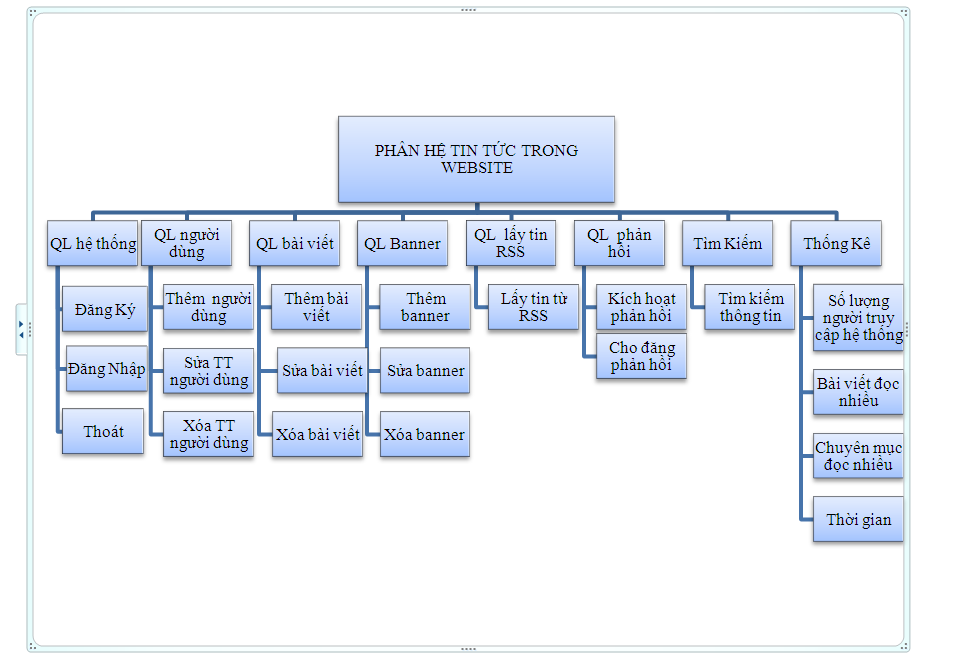 PHÂN HỆ TIN TỨC TRONG
WEBSITE
QL hệ thống
QL người
dùng
QL bài viết
QL Banner
QL lấy tin
RSS
QL phản
hồi
Tìm Kiếm
Thống Kê
Đăng Ký
Đăng Nhập
Thoát
Thêm người
dùng
Sửa TT
người dùng
Xóa TT
người dùng
Thêm bài
viết
Sửa bài viết
Xóa bài viết
Thêm
banner
Sửa banner
Xóa banner
Lấy tin từ
RSS
Kích hoạt
phản hồi
Cho đăng
phản hồi
Tìm kiếm
thông tin
Số lượng
người truy
cập hệ thống
Bài viết đọc
nhiều
Chuyên mục
đọc nhiều
Thời gian